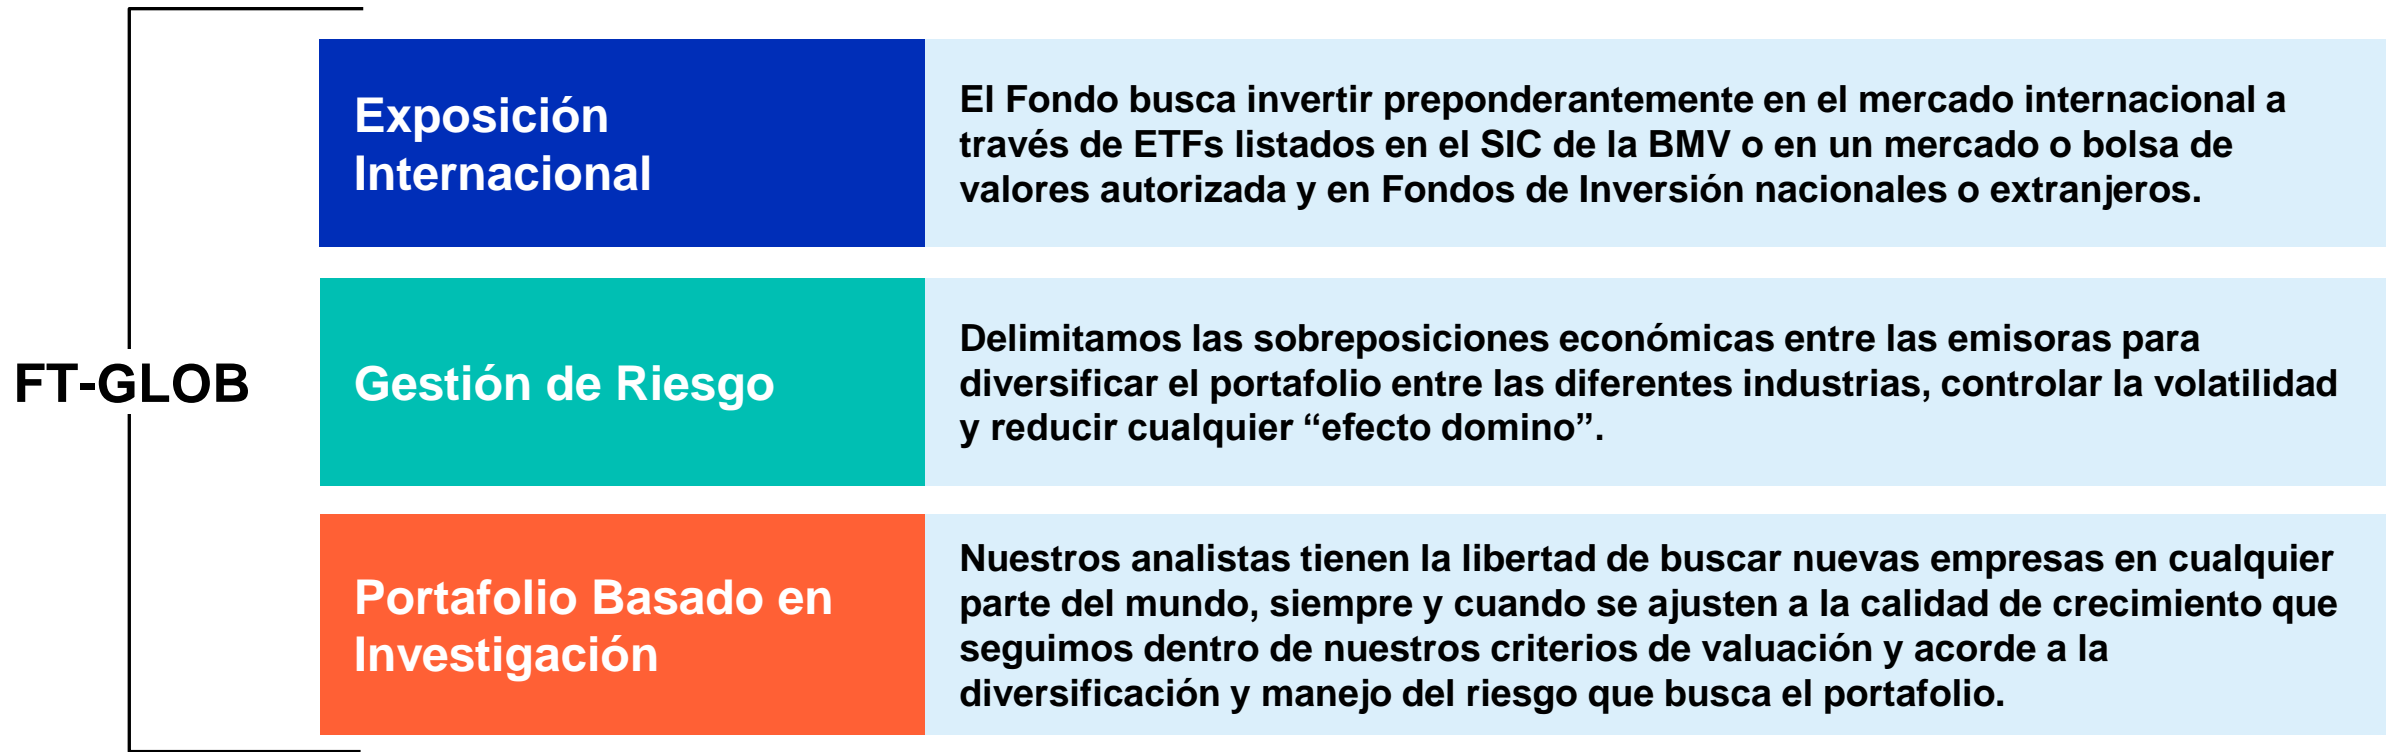 FT-GLOB
Exposición
Internacional
El Fondo busca invertir preponderantemente en el mercado internacional a
través de ETFs listados en el SIC de la BMV o en un mercado o bolsa de
valores autorizada y en Fondos de Inversión nacionales o extranjeros.
Gestión de Riesgo
Delimitamos las sobreposiciones económicas entre las emisoras para
diversificar el portafolio entre las diferentes industrias, controlar la volatilidad
y reducir cualquier “efecto domino”.
Portafolio Basado en
Investigación
Nuestros analistas tienen la libertad de buscar nuevas empresas en cualquier
parte del mundo, siempre y cuando se ajusten a la calidad de crecimiento que
seguimos dentro de nuestros criterios de valuación y acorde a la
diversificación y manejo del riesgo que busca el portafolio.